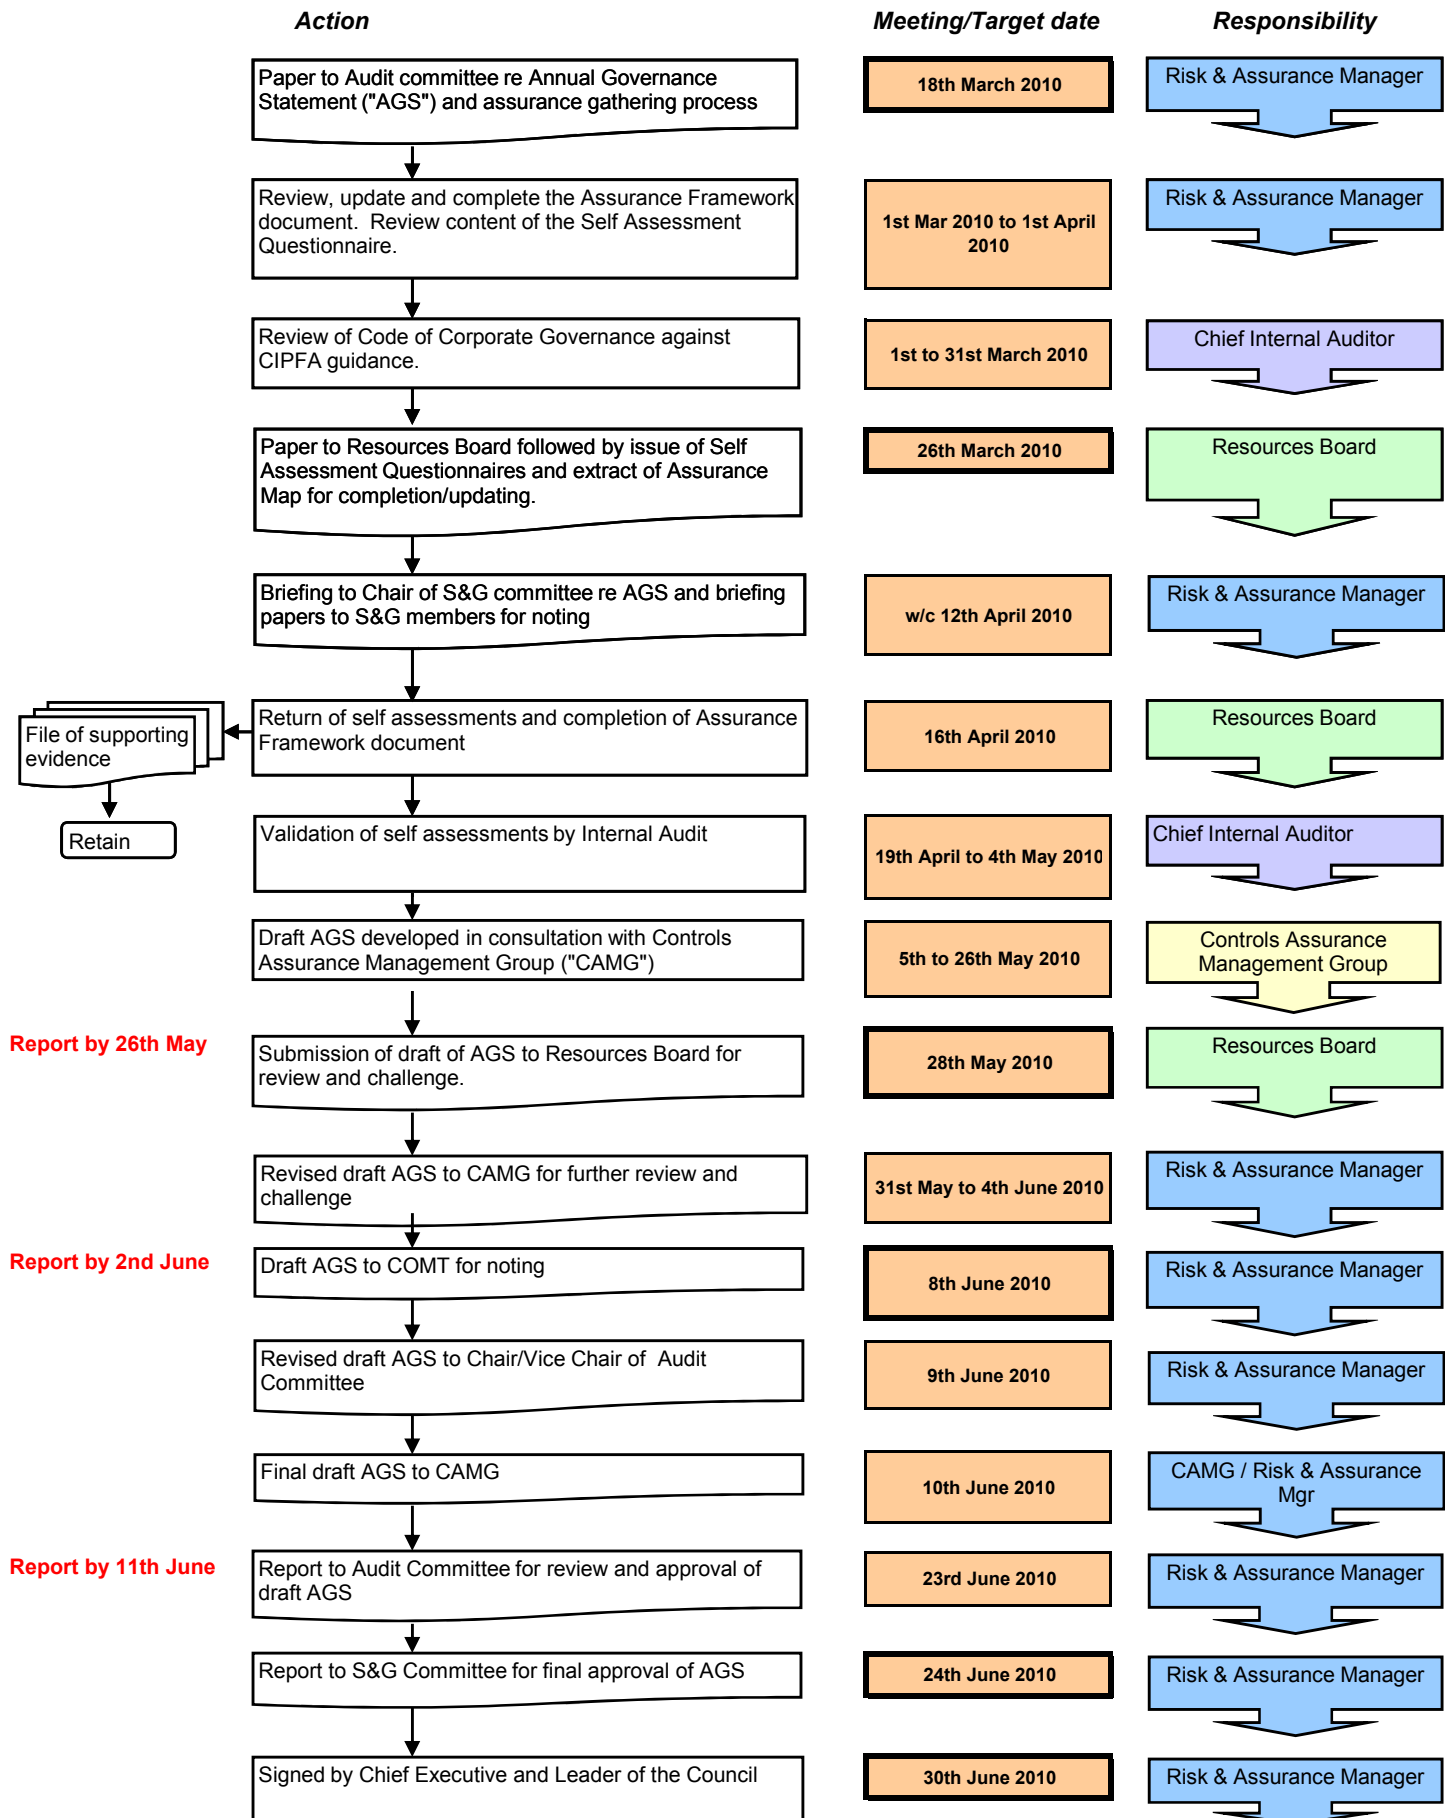 Action
Meeting/Target date
Responsibility
Paper to Audit committee re Annual Governance
Statement ("AGS") and assurance gathering process
18th March 2010
Risk & Assurance Manager
Review, update and complete the Assurance Framework
document.  Review content of the Self Assessment
Questionnaire.
1st Mar 2010 to 1st April
2010
Risk & Assurance Manager
Review of Code of Corporate Governance against
CIPFA guidance.
1st to 31st March 2010
Chief Internal Auditor
Paper to Resources Board followed by issue of Self
Assessment Questionnaires and extract of Assurance
Map for completion/updating.
26th March 2010
Resources Board
Briefing to Chair of S&G committee re AGS and briefing
papers to S&G members for noting
w/c 12th April 2010
Risk & Assurance Manager
File of supporting
evidence
Retain
Return of self assessments and completion of Assurance
Framework document
16th April 2010
Resources Board
Validation of self assessments by Internal Audit
19th April to 4th May 2010
Chief Internal Auditor
Draft AGS developed in consultation with Controls
Assurance Management Group ("CAMG")
5th to 26th May 2010
Controls Assurance
Management Group
Report by 26th May
Submission of draft of AGS to Resources Board for
review and challenge.
28th May 2010
Resources Board
Revised draft AGS to CAMG for further review and
challenge
31st May to 4th June 2010
Risk & Assurance Manager
Report by 2nd June
Draft AGS to COMT for noting
8th June 2010
Risk & Assurance Manager
Revised draft AGS to Chair/Vice Chair of  Audit
Committee
9th June 2010
Risk & Assurance Manager
Final draft AGS to CAMG
10th June 2010
CAMG / Risk & Assurance
Mgr
Report by 11th June
Report to Audit Committee for review and approval of
draft AGS
23rd June 2010
Risk & Assurance Manager
Report to S&G Committee for final approval of AGS
24th June 2010
Risk & Assurance Manager
Signed by Chief Executive and Leader of the Council
30th June 2010
Risk & Assurance Manager